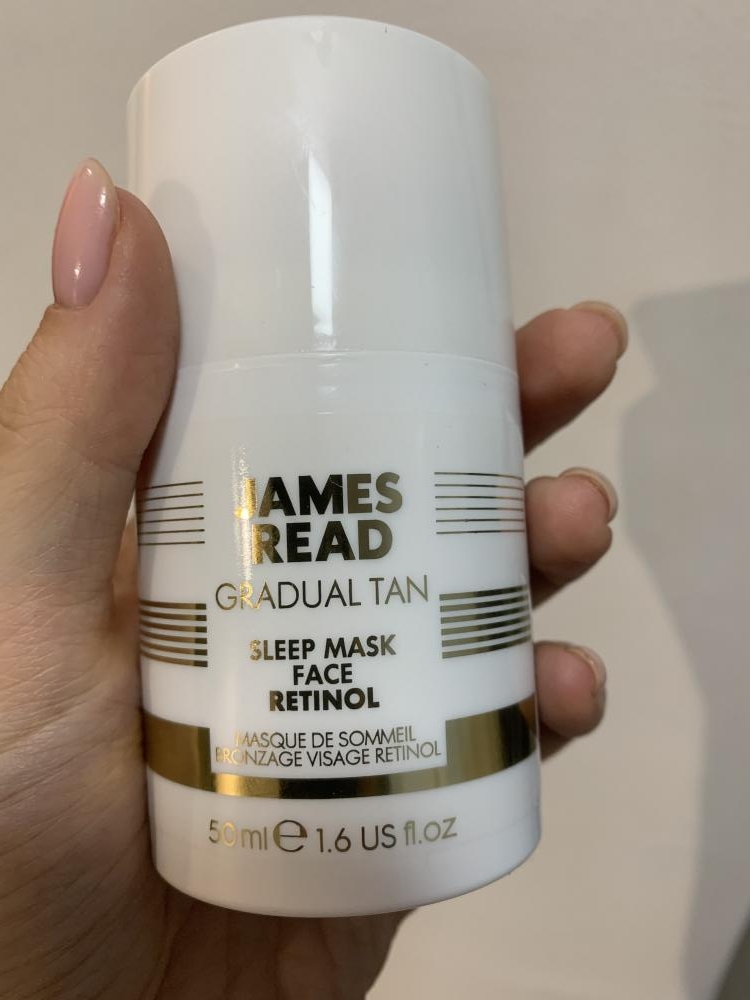 JAMES
READ
GRADUAL TAN
SLEEP MASK
FACE
RETINOL
MASQUE DE SOMMEIL
BRONZAGE VISAGE RETINOL
50ml ℮ 1.6 US fl.oz